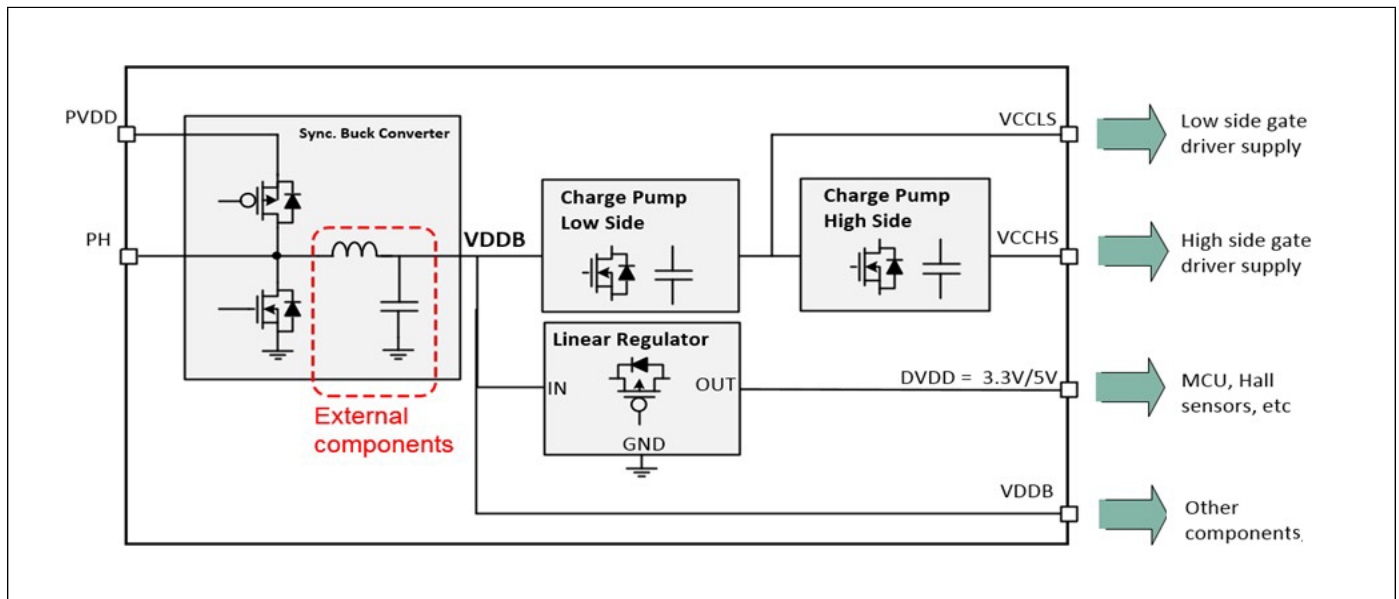 PVDD
Sync. Buck Converter
PH
VDDB
External
components
Charge Pump
Low Side
Charge Pump
High Side
Linear Regulator
IN
OUT
GND
VCCLS
VCCHS
DVDD = 3.3V/5V
VDDB
Low side gate
driver supply
High side gate
driver supply
MCU, Hall
sensors, etc
Other
components